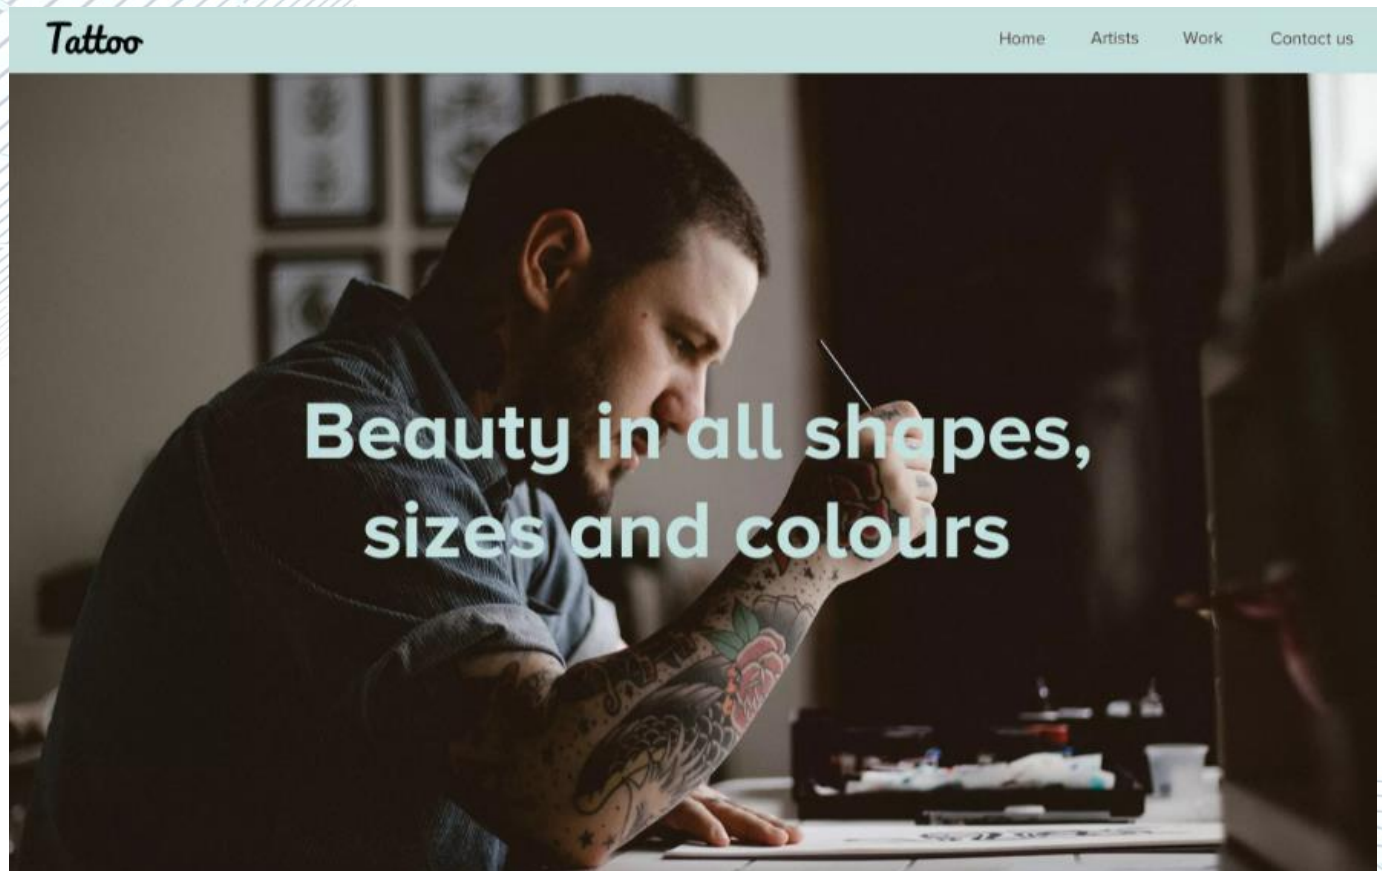 Tattoo
Home Artists Work Contact us
Beauty in all shapes,
sizes and colours